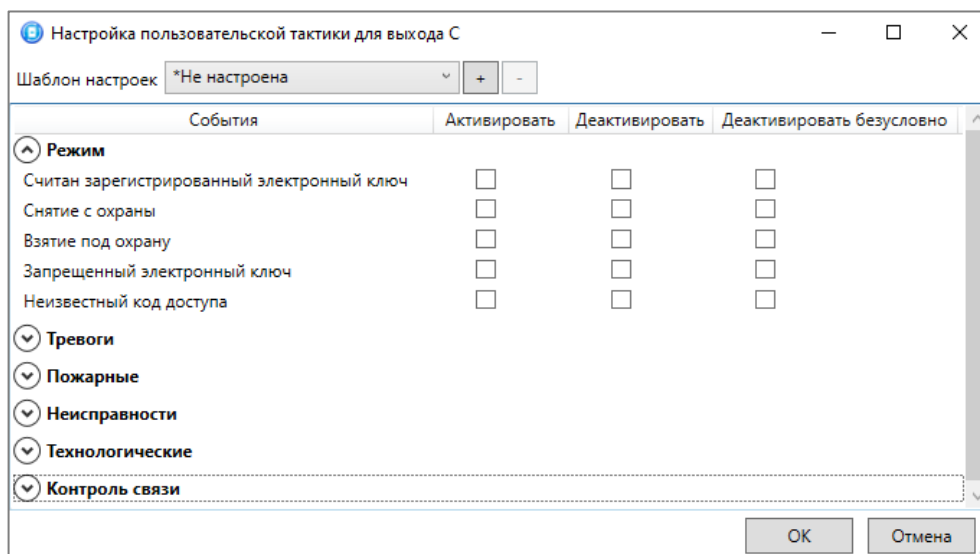 Настройка пользовательской тактики для выхода C
Шаблон настроек *Не настроена + -
События Активировать Деактивировать Деактивировать безусловно
Режим
Считан зарегистрированный электронный ключ
Снятие с охраны
Взятие под охрану
Запрещенный электронный ключ
Неизвестный код доступа
Тревоги
Пожарные
Неисправности
Технологические
Контроль связи
OK Отмена